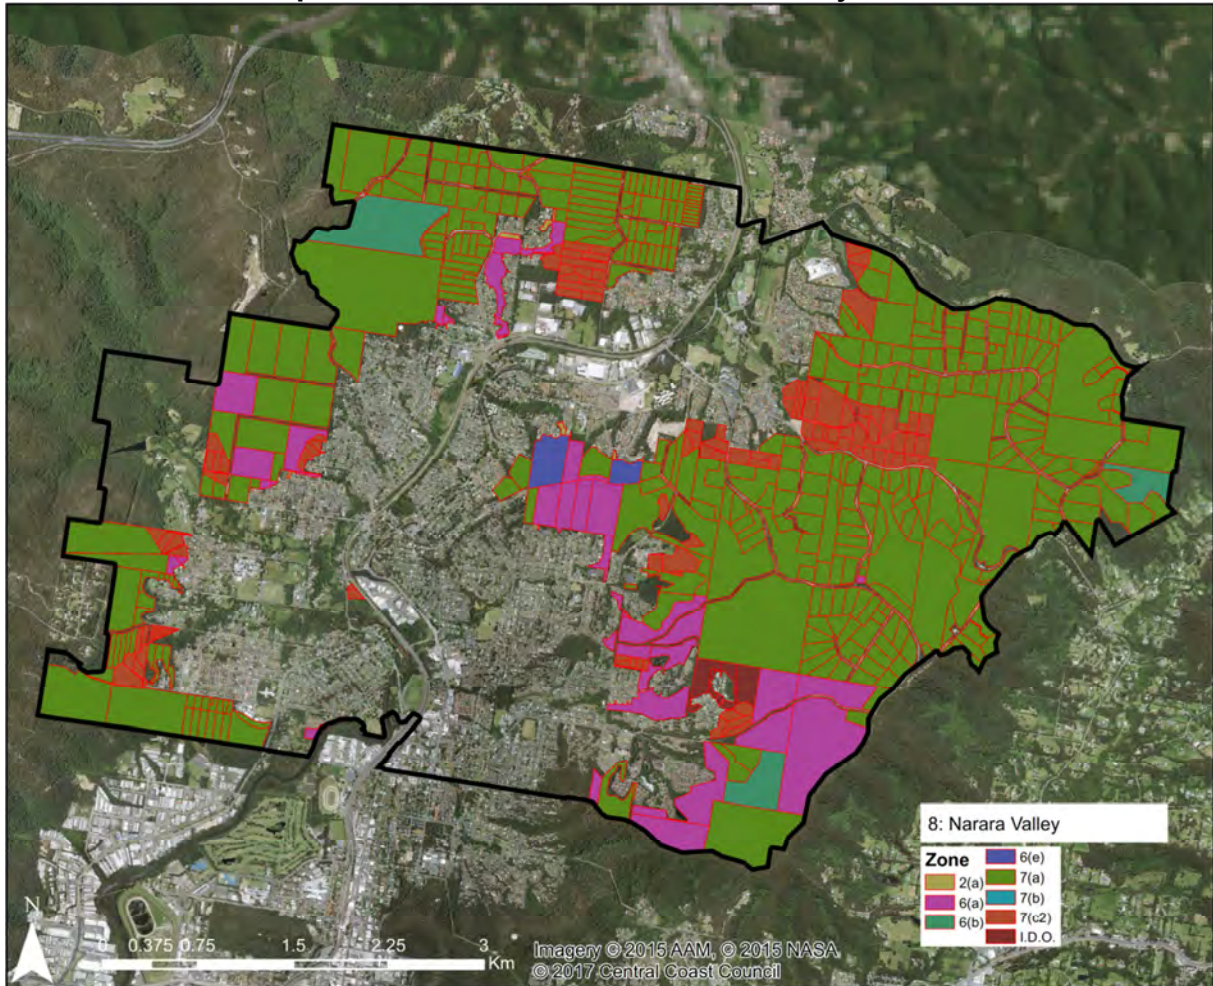 8: Narara Valley
Zone
2(a)
6(a)
6(b)
6(e)
7(a)
7(b)
7(c2)
I.D.O.
N
0 0.375 0.75 1.5 2.25 3
Km
Imagery © 2015 AAM, © 2015 NASA
© 2017 Central Coast Council